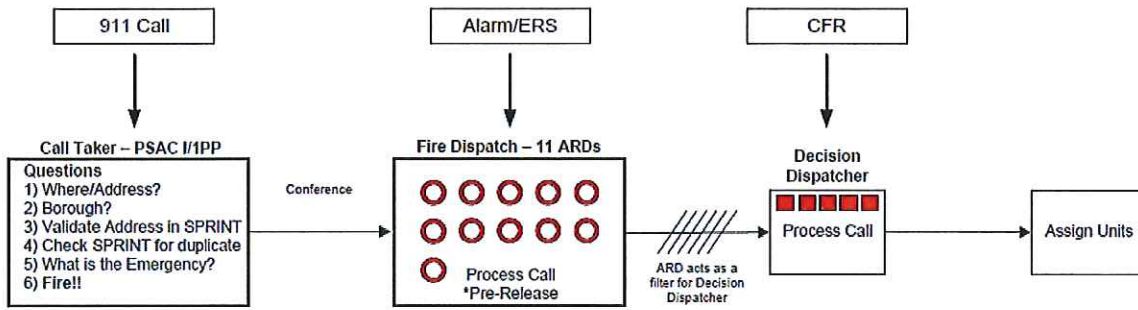 911 Call
Alarm/ERS
CFR
Call Taker – PSAC I/1PP
Questions
1) Where/Address?
2) Borough?
3) Validate Address in SPRINT
4) Check SPRINT for duplicate
5) What is the Emergency?
6) Fire!!
Conference
Fire Dispatch – 11 ARDs
Process Call
*Pre-Release
ARD acts as a
filter for Decision
Dispatcher
Decision
Dispatcher
Process Call
Assign Units